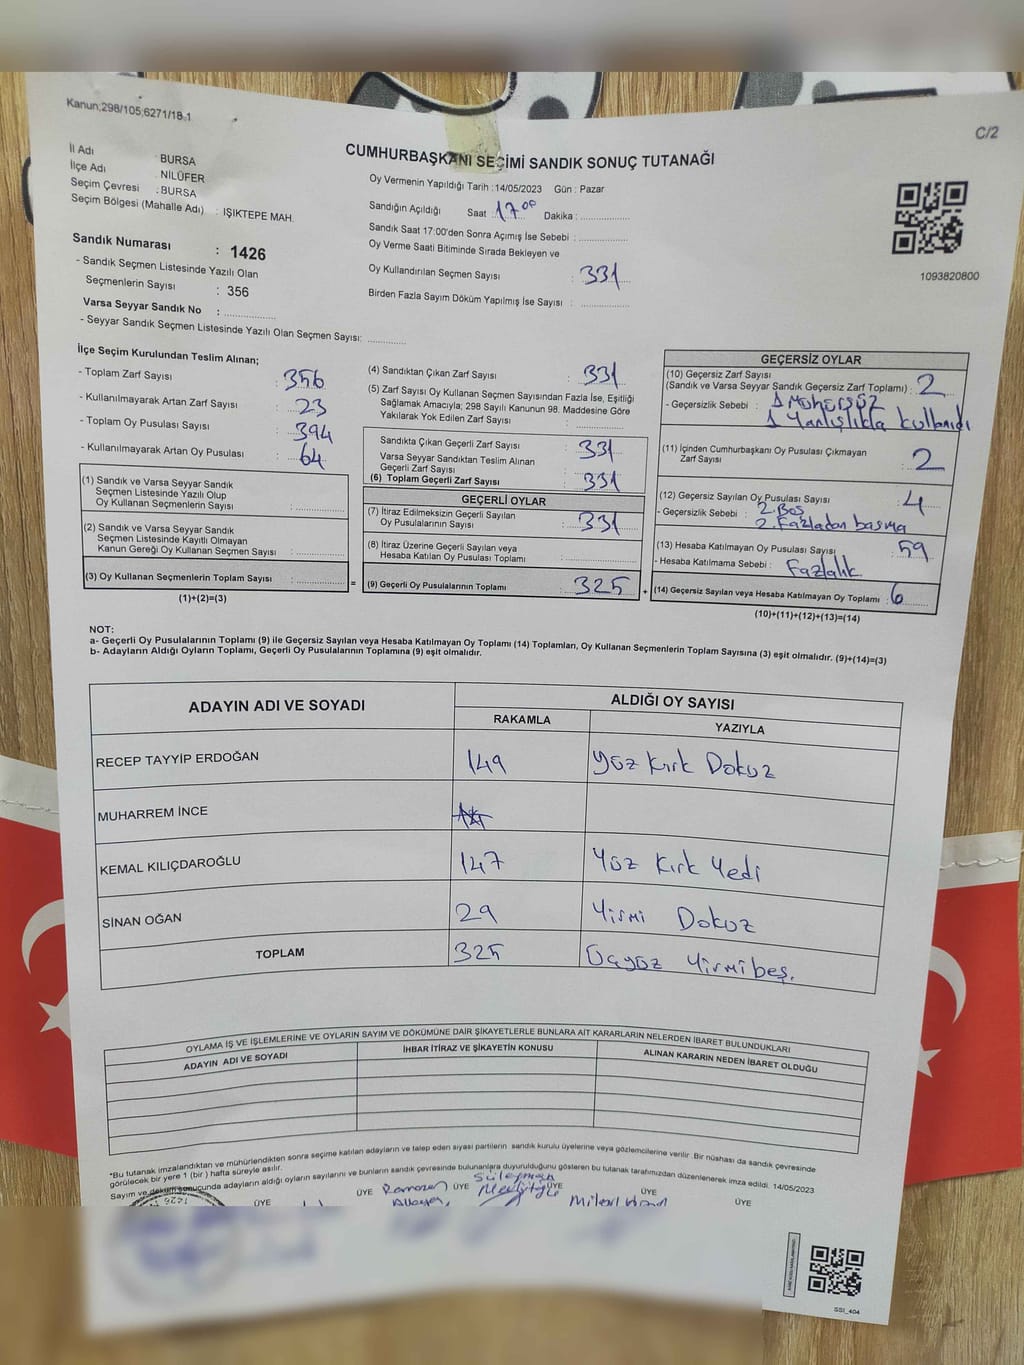 Kanun;298/105;6271/18-1
C/2
CUMHURBAŞKANI SEÇİMİ SANDIK SONUÇ TUTANAĞI
İl Adı : BURSA
İlçe Adı : NİLÜFER
Seçim Çevresi : BURSA
Seçim Bölgesi (Mahalle Adı) : IŞIKTEPE MAH.
Sandık Numarası : 1426
- Sandık Seçmen Listesinde Yazılı Olan
Seçmenlerin Sayısı : 356
Varsa Seyyar Sandık No : ................
- Seyyar Sandık Seçmen Listesinde Yazılı Olan Seçmen Sayısı: ............
Oy Vermenin Yapıldığı Tarih : 14/05/2023 Gün : Pazar
Sandığın Açıldığı Saat : 17.00 Dakika : ................
Sandık Saat 17:00'den Sonra Açımış İse Sebebi : ................
Oy Verme Saati Bitiminde Sırada Bekleyen ve
Oy Kullandırılan Seçmen Sayısı : 331
Birden Fazla Sayım Döküm Yapılmış İse Sayısı : ................
1093820800
İlçe Seçim Kurulundan Teslim Alınan;
- Toplam Zarf Sayısı : 356
- Kullanılmayarak Artan Zarf Sayısı : 23
- Toplam Oy Pusulası Sayısı : 394
- Kullanılmayarak Artan Oy Pusulası : 64
(1) Sandık ve Varsa Seyyar Sandık
Seçmen Listesinde Yazılı Olup
Oy Kullanan Seçmenlerin Sayısı : ................
(2) Sandık ve Varsa Seyyar Sandık
Seçmen Listesinde Kayıtlı Olmayan
Kanun Gereği Oy Kullanan Seçmen Sayısı : ................
(3) Oy Kullanan Seçmenlerin Toplam Sayısı : ................ =
(1)+(2)=(3)
(4) Sandıktan Çıkan Zarf Sayısı : 331
(5) Zarf Sayısı Oy Kullanan Seçmen Sayısından Fazla İse, Eşitliği
Sağlamak Amacıyla; 298 Sayılı Kanunun 98. Maddesine Göre
Yakılarak Yok Edilen Zarf Sayısı : ................
Sandıkta Çıkan Geçerli Zarf Sayısı : 331
Varsa Seyyar Sandıktan Teslim Alınan
Geçerli Zarf Sayısı
(6) Toplam Geçerli Zarf Sayısı : 331
GEÇERLİ OYLAR
(7) İtiraz Edilmeksizin Geçerli Sayılan
Oy Pusulalarının Sayısı : 331
(8) İtiraz Üzerine Geçerli Sayılan veya
Hesaba Katılan Oy Pusulası Toplamı : ................
(9) Geçerli Oy Pusulalarının Toplamı : 325 +
GEÇERSİZ OYLAR
(10) Geçersiz Zarf Sayısı
(Sandık ve Varsa Seyyar Sandık Geçersiz Zarf Toplamı) : 2
- Geçersizlik Sebebi : 1 Mühürsüz
1 Yanlışlıkla kullanıdı
(11) İçinden Cumhurbaşkanı Oy Pusulası Çıkmayan
Zarf Sayısı : 2
(12) Geçersiz Sayılan Oy Pusulası Sayısı : 4
- Geçersizlik Sebebi : 2. Boş
2. Fazladan basma
(13) Hesaba Katılmayan Oy Pusulası Sayısı : 59
- Hesaba Katılmama Sebebi : Fazlalık
(14) Geçersiz Sayılan veya Hesaba Katılmayan Oy Toplamı : 6
(10)+(11)+(12)+(13)=(14)
NOT:
a- Geçerli Oy Pusulalarının Toplamı (9) ile Geçersiz Sayılan veya Hesaba Katılmayan Oy Toplamı (14) Toplamları, Oy Kullanan Seçmenlerin Toplam Sayısına (3) eşit olmalıdır. (9)+(14)=(3)
b- Adayların Aldığı Oyların Toplamı, Geçerli Oy Pusulalarının Toplamına (9) eşit olmalıdır.
ADAYIN ADI VE SOYADI ALDIĞI OY SAYISI
RAKAMLA YAZIYLA
RECEP TAYYİP ERDOĞAN 149 Yüz Kırk Dokuz
MUHARREM İNCE
KEMAL KILIÇDAROĞLU 147 Yüz Kırk Yedi
SİNAN OĞAN 29 Yirmi Dokuz
TOPLAM 325 Üçyüz Yirmibeş.
OYLAMA İŞ VE İŞLEMLERİNE VE OYLARIN SAYIM VE DÖKÜMÜNE DAİR ŞİKAYETLERLE BUNLARA AİT KARARLARIN NELERDEN İBARET BULUNDUKLARI
ADAYIN ADI VE SOYADI İHBAR İTİRAZ VE ŞİKAYETİN KONUSU ALINAN KARARIN NEDEN İBARET OLDUĞU
*Bu tutanak imzalandıktan ve mühürlendikten sonra seçime katılan adayların ve talep eden siyasi partilerin sandık kurulu üyelerine veya gözlemcilerine verilir .Bir nüshası da sandık çevresinde
görülecek bir yere 1 (bir ) hafta süreyle asılır.
Sayım ve döküm sonucunda adayların aldığı oyların sayılarını ve bunların sandık çevresinde bulunanlara duyurulduğunu gösteren bu tutanak tarafımızdan düzenlenerek imza edildi. 14/05/2023
ÜYE ÜYE Ramazan ÜYE Süleyman ÜYE ÜYE ÜYE
1426
SSI_404